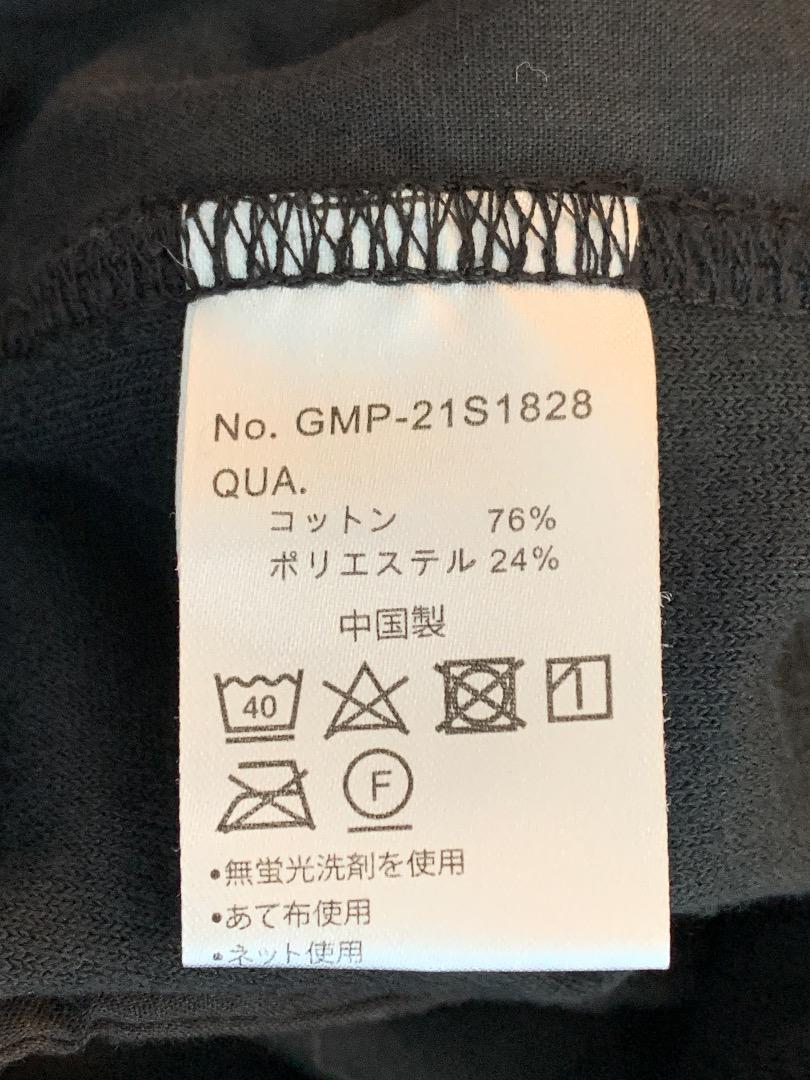 No. GMP-21S1828
QUA.
コットン 76%
ポリエステル 24%
中国製
40
F
•無蛍光洗剤を使用
•あて布使用
•ネット使用